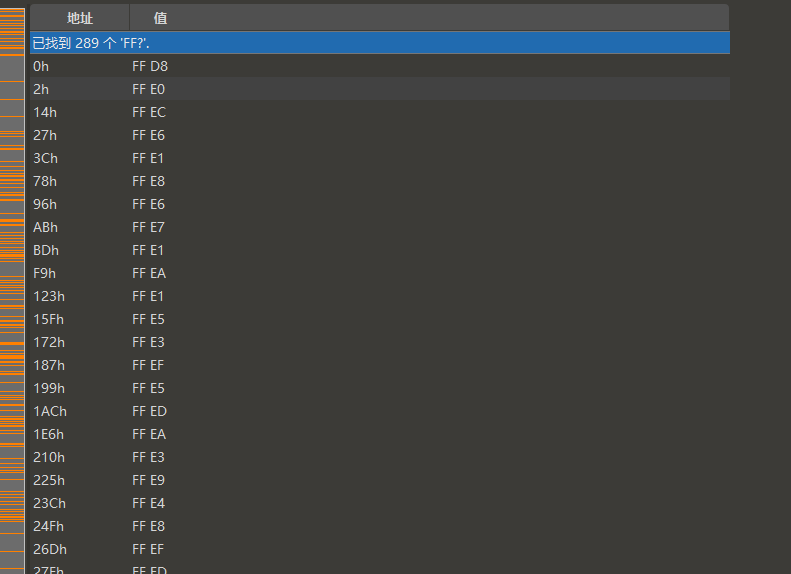 地址 值
已找到 289 个 'FF?'.
0h FF D8
2h FF E0
14h FF EC
27h FF E6
3Ch FF E1
78h FF E8
96h FF E6
ABh FF E7
BDh FF E1
F9h FF EA
123h FF E1
15Fh FF E5
172h FF E3
187h FF EF
199h FF E5
1ACh FF ED
1E6h FF EA
210h FF E3
225h FF E9
23Ch FF E4
24Fh FF E8
26Dh FF EF
27Fh FF ED